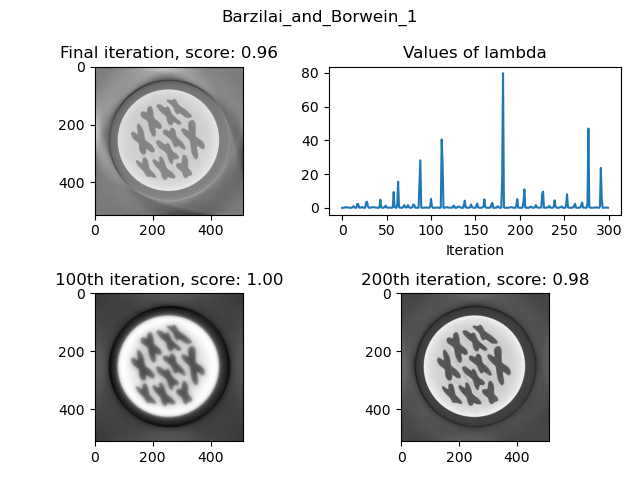 Barzilai_and_Borwein_1
Final iteration, score: 0.96
0
200
400
0 200 400
Values of lambda
80
60
40
20
0
0 50 100 150 200 250 300
Iteration
100th iteration, score: 1.00
0
200
400
0 200 400
200th iteration, score: 0.98
0
200
400
0 200 400